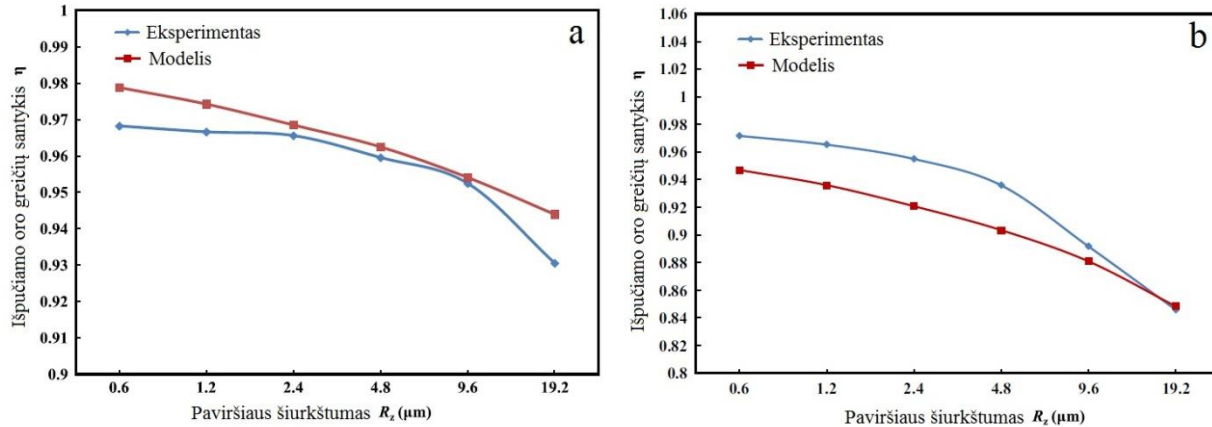 a
Eksperimentas
Modelis
Išpučiamo oro greičių santykis η
1
0.99
0.98
0.97
0.96
0.95
0.94
0.93
0.92
0.91
0.9
0.6 1.2 2.4 4.8 9.6 19.2
Paviršiaus šiurkštumas Rz (µm)
b
Eksperimentas
Modelis
Išpučiamo oro greičių santykis η
1.06
1.04
1.02
1
0.98
0.96
0.94
0.92
0.9
0.88
0.86
0.84
0.82
0.8
0.6 1.2 2.4 4.8 9.6 19.2
Paviršiaus šiurkštumas Rz (µm)